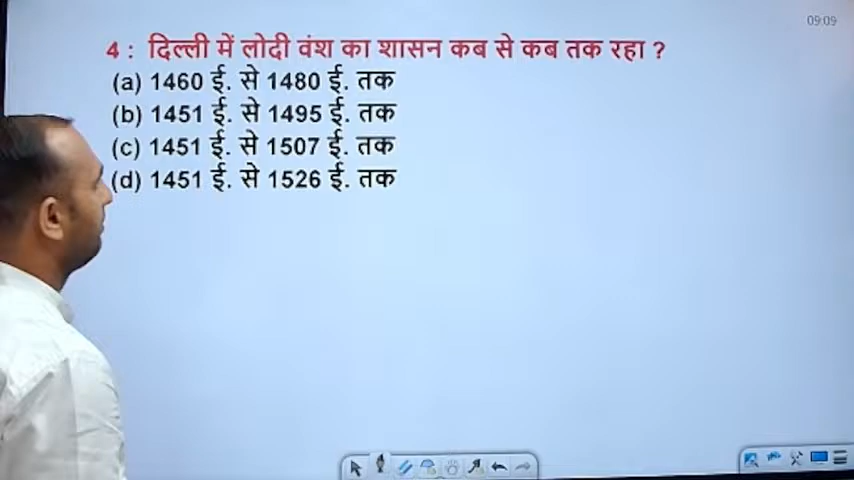 09:09
4 : दिल्ली में लोदी वंश का शासन कब से कब तक रहा ?
(a) 1460 ई. से 1480 ई. तक
(b) 1451 ई. से 1495 ई. तक
(c) 1451 ई. से 1507 ई. तक
(d) 1451 ई. से 1526 ई. तक